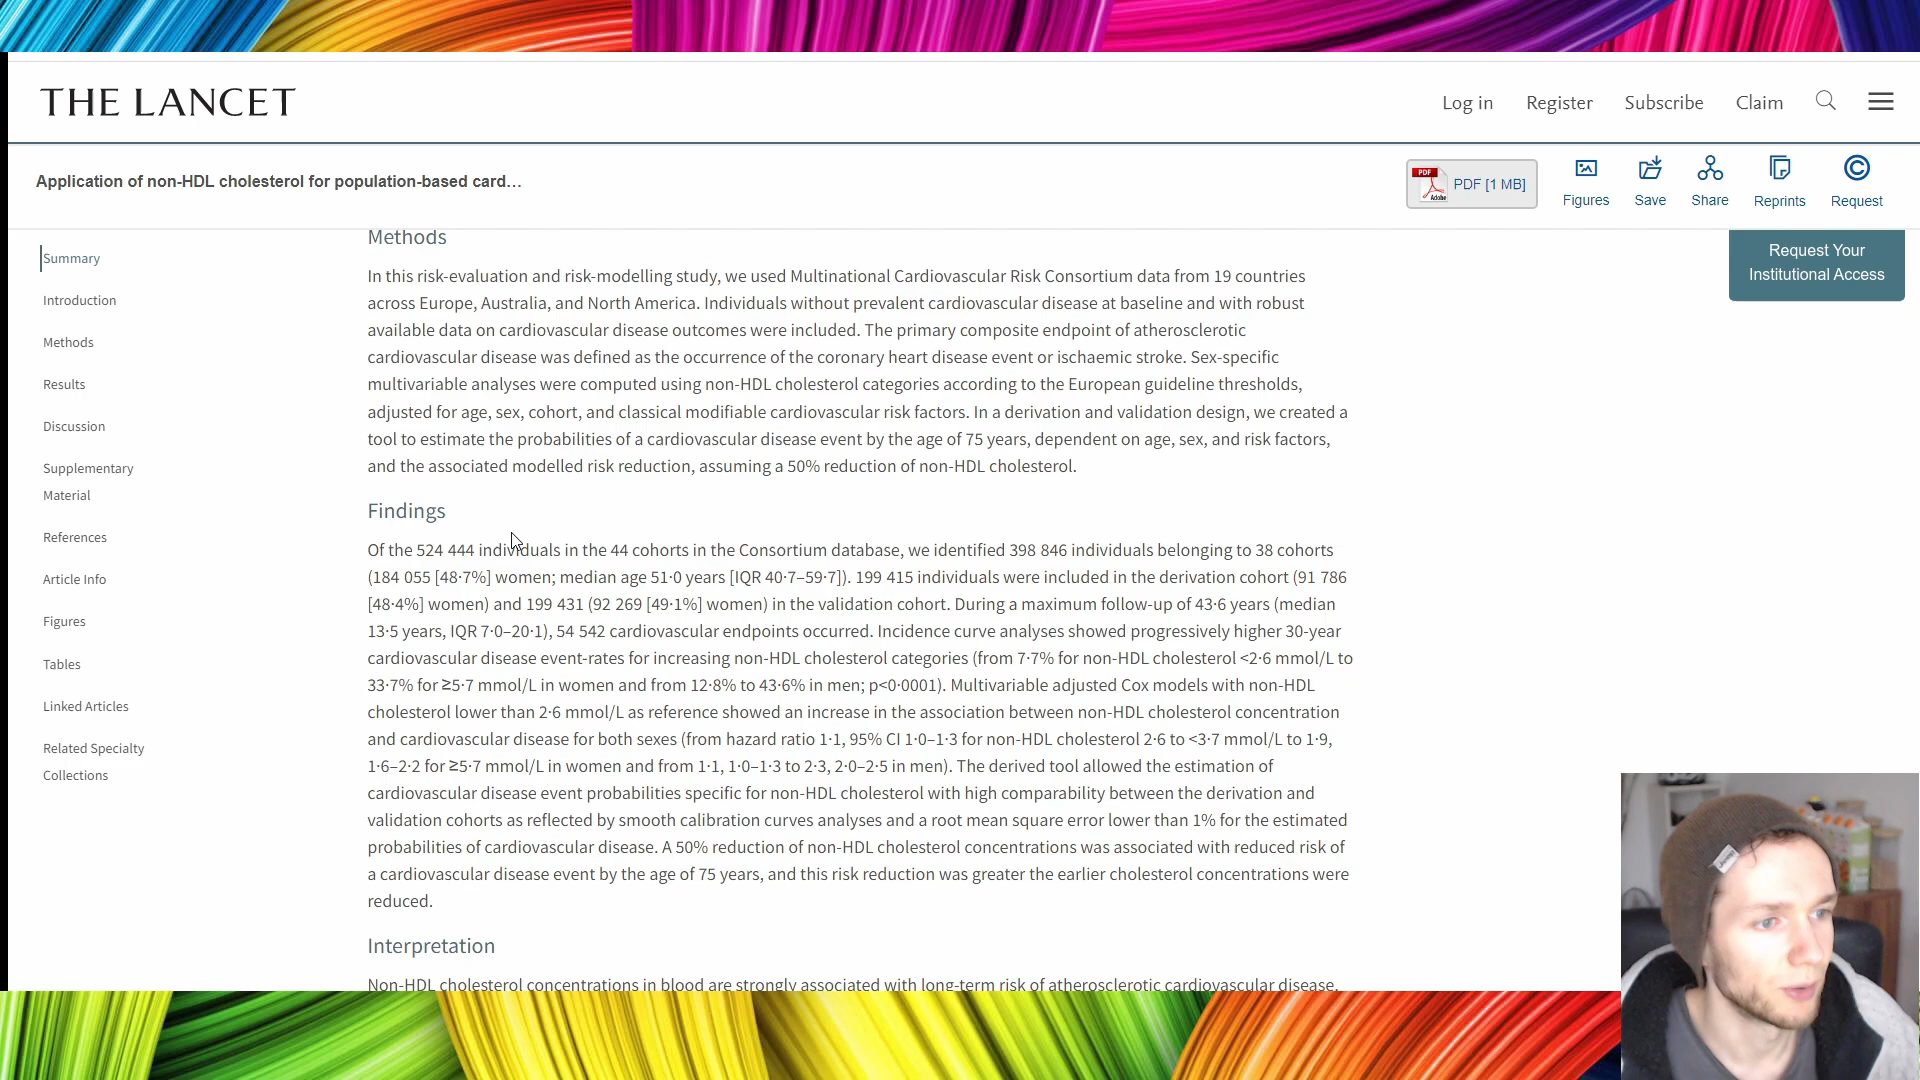 THE LANCET
Log in
Register
Subscribe
Claim
Application of non-HDL cholesterol for population-based card…
PDF
Adobe
PDF [1 MB]
Figures
Save
Share
Reprints
Request
Summary
Introduction
Methods
Results
Discussion
Supplementary
Material
References
Article Info
Figures
Tables
Linked Articles
Related Specialty
Collections
Request Your
Institutional Access
Methods
In this risk-evaluation and risk-modelling study, we used Multinational Cardiovascular Risk Consortium data from 19 countries
across Europe, Australia, and North America. Individuals without prevalent cardiovascular disease at baseline and with robust
available data on cardiovascular disease outcomes were included. The primary composite endpoint of atherosclerotic
cardiovascular disease was defined as the occurrence of the coronary heart disease event or ischaemic stroke. Sex-specific
multivariable analyses were computed using non-HDL cholesterol categories according to the European guideline thresholds,
adjusted for age, sex, cohort, and classical modifiable cardiovascular risk factors. In a derivation and validation design, we created a
tool to estimate the probabilities of a cardiovascular disease event by the age of 75 years, dependent on age, sex, and risk factors,
and the associated modelled risk reduction, assuming a 50% reduction of non-HDL cholesterol.
Findings
Of the 524 444 individuals in the 44 cohorts in the Consortium database, we identified 398 846 individuals belonging to 38 cohorts
(184 055 [48·7%] women; median age 51·0 years [IQR 40·7–59·7]). 199 415 individuals were included in the derivation cohort (91 786
[48·4%] women) and 199 431 (92 269 [49·1%] women) in the validation cohort. During a maximum follow-up of 43·6 years (median
13·5 years, IQR 7·0–20·1), 54 542 cardiovascular endpoints occurred. Incidence curve analyses showed progressively higher 30-year
cardiovascular disease event-rates for increasing non-HDL cholesterol categories (from 7·7% for non-HDL cholesterol <2·6 mmol/L to
33·7% for ≥5·7 mmol/L in women and from 12·8% to 43·6% in men; p<0·0001). Multivariable adjusted Cox models with non-HDL
cholesterol lower than 2·6 mmol/L as reference showed an increase in the association between non-HDL cholesterol concentration
and cardiovascular disease for both sexes (from hazard ratio 1·1, 95% CI 1·0–1·3 for non-HDL cholesterol 2·6 to <3·7 mmol/L to 1·9,
1·6–2·2 for ≥5·7 mmol/L in women and from 1·1, 1·0–1·3 to 2·3, 2·0–2·5 in men). The derived tool allowed the estimation of
cardiovascular disease event probabilities specific for non-HDL cholesterol with high comparability between the derivation and
validation cohorts as reflected by smooth calibration curves analyses and a root mean square error lower than 1% for the estimated
probabilities of cardiovascular disease. A 50% reduction of non-HDL cholesterol concentrations was associated with reduced risk of
a cardiovascular disease event by the age of 75 years, and this risk reduction was greater the earlier cholesterol concentrations were
reduced.
Interpretation
Non-HDL cholesterol concentrations in blood are strongly associated with long-term risk of atherosclerotic cardiovascular disease.